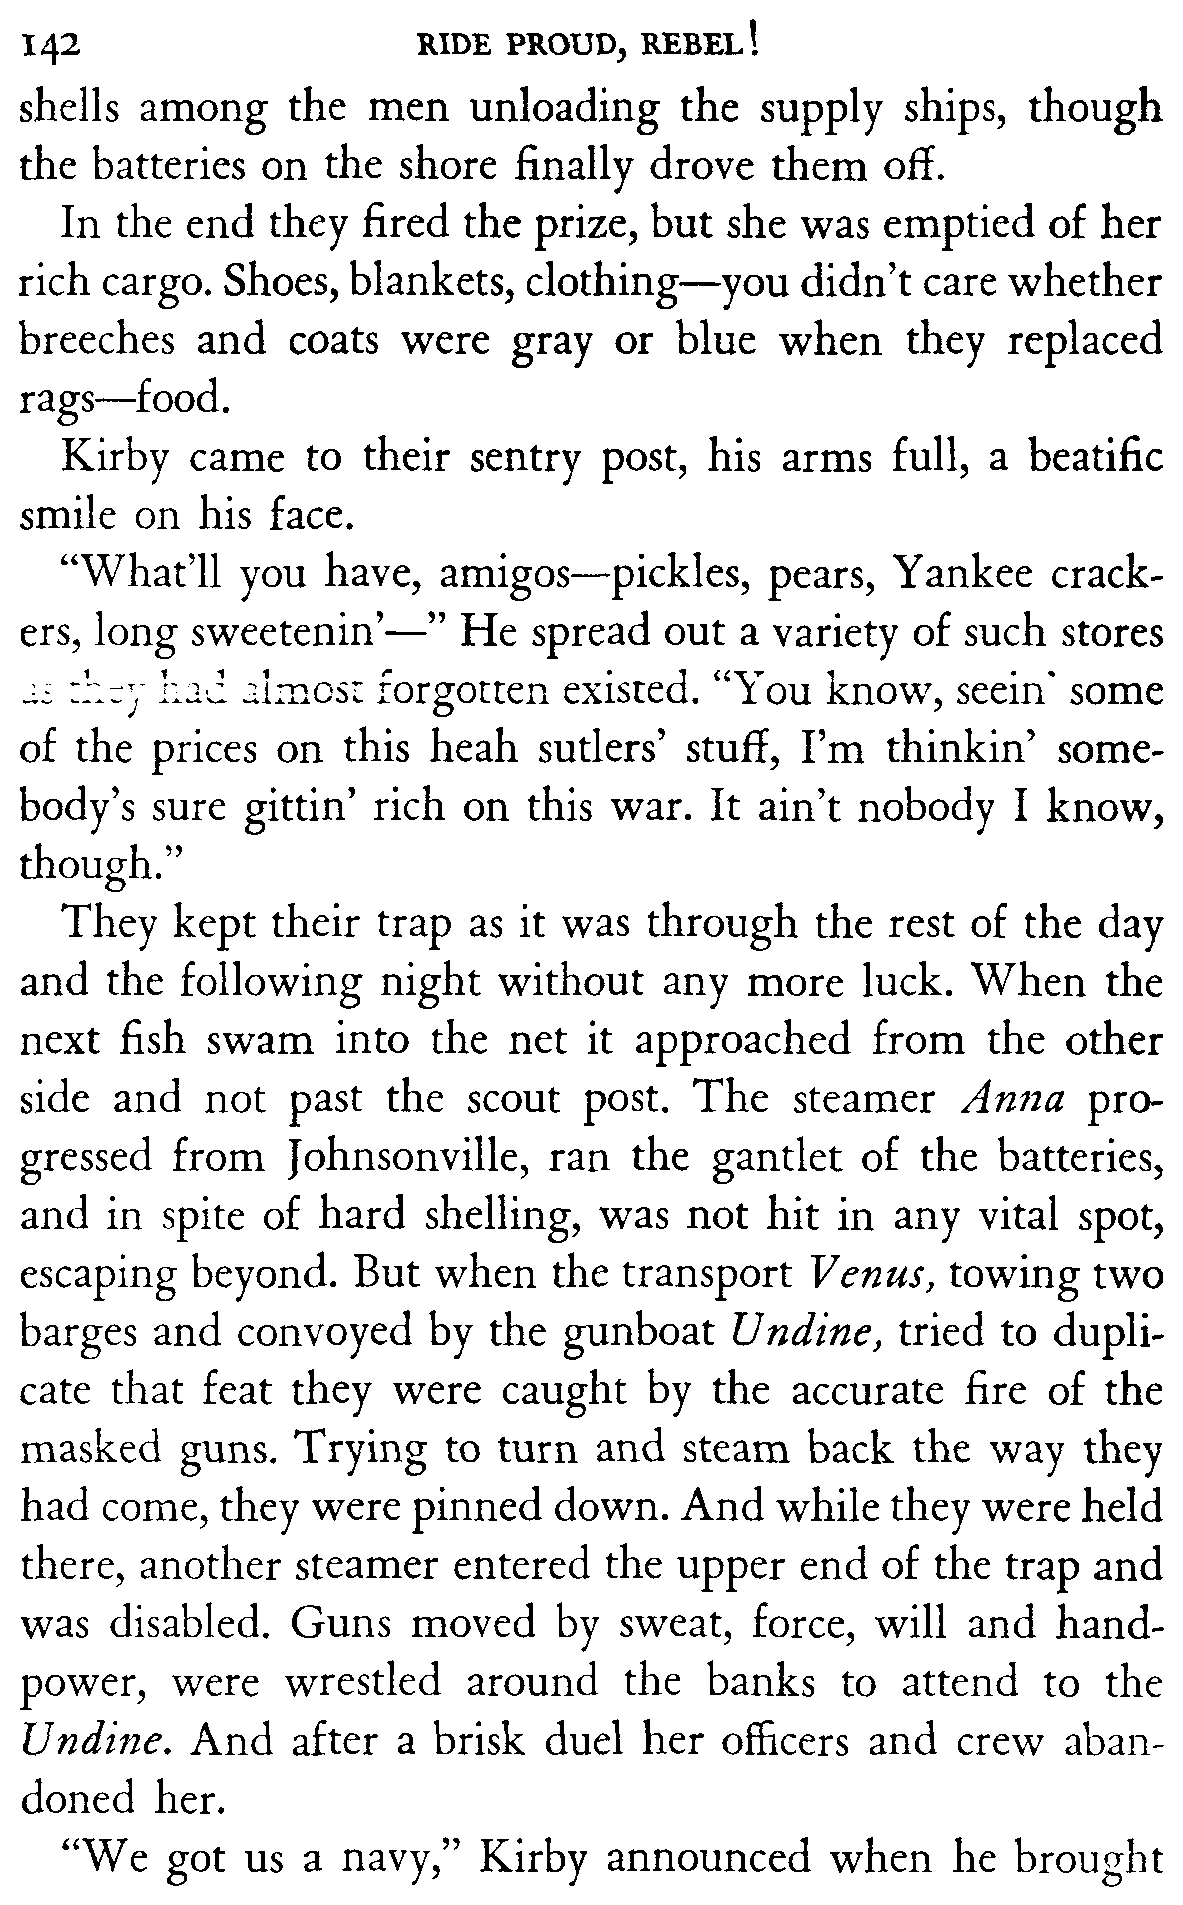 142 RIDE PROUD, REBEL!
shells among the men unloading the supply ships, though
the batteries on the shore finally drove them off.
In the end they fired the prize, but she was emptied of her
rich cargo. Shoes, blankets, clothing—you didn't care whether
breeches and coats were gray or blue when they replaced
rags—food.
Kirby came to their sentry post, his arms full, a beatific
smile on his face.
“What'll you have, amigos—pickles, pears, Yankee crack-
ers, long sweetenin'—” He spread out a variety of such stores
as they had almost forgotten existed. “You know, seein' some
of the prices on this heah sutlers' stuff, I'm thinkin' some-
body's sure gittin' rich on this war. It ain't nobody I know,
though.”
They kept their trap as it was through the rest of the day
and the following night without any more luck. When the
next fish swam into the net it approached from the other
side and not past the scout post. The steamer Anna pro-
gressed from Johnsonville, ran the gantlet of the batteries,
and in spite of hard shelling, was not hit in any vital spot,
escaping beyond. But when the transport Venus, towing two
barges and convoyed by the gunboat Undine, tried to dupli-
cate that feat they were caught by the accurate fire of the
masked guns. Trying to turn and steam back the way they
had come, they were pinned down. And while they were held
there, another steamer entered the upper end of the trap and
was disabled. Guns moved by sweat, force, will and hand-
power, were wrestled around the banks to attend to the
Undine. And after a brisk duel her officers and crew aban-
doned her.
“We got us a navy,” Kirby announced when he brought